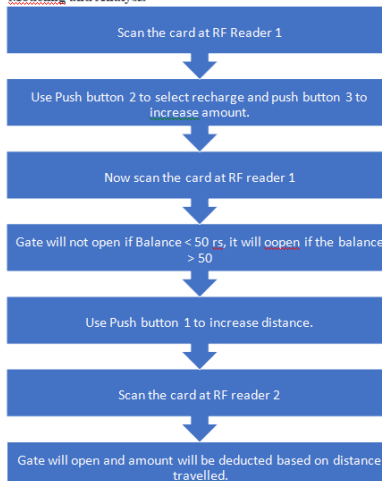 Modeling and Analysis:
Scan the card at RF Reader 1
Use Push button 2 to select recharge and push button 3 to
increase amount.
Now scan the card at RF reader 1
Gate will not open if Balance < 50 rs, it will oopen if the balance
> 50
Use Push button 1 to increase distance.
Scan the card at RF reader 2
Gate will open and amount will be deducted based on distance
travelled.